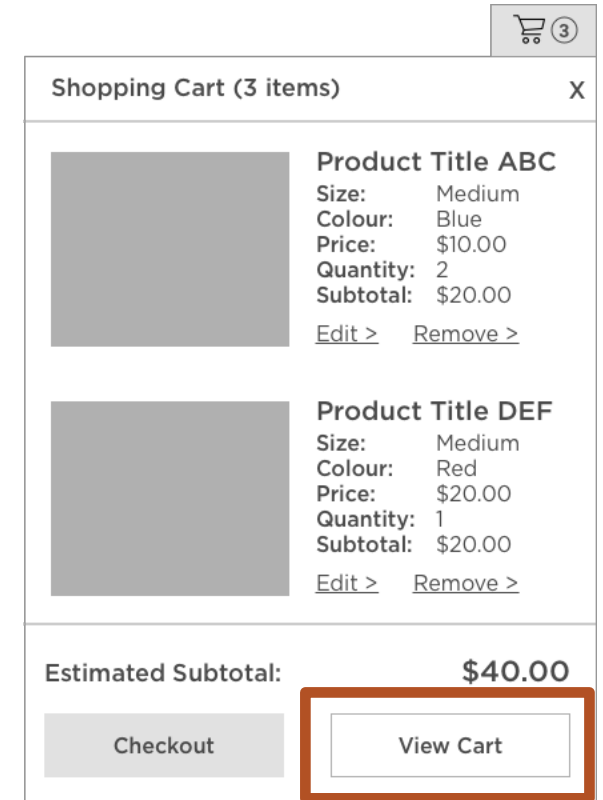 3
Shopping Cart (3 items) X
Product Title ABC
Size: Medium
Colour: Blue
Price: $10.00
Quantity: 2
Subtotal: $20.00
Edit > Remove >
Product Title DEF
Size: Medium
Colour: Red
Price: $20.00
Quantity: 1
Subtotal: $20.00
Edit > Remove >
Estimated Subtotal: $40.00
Checkout View Cart